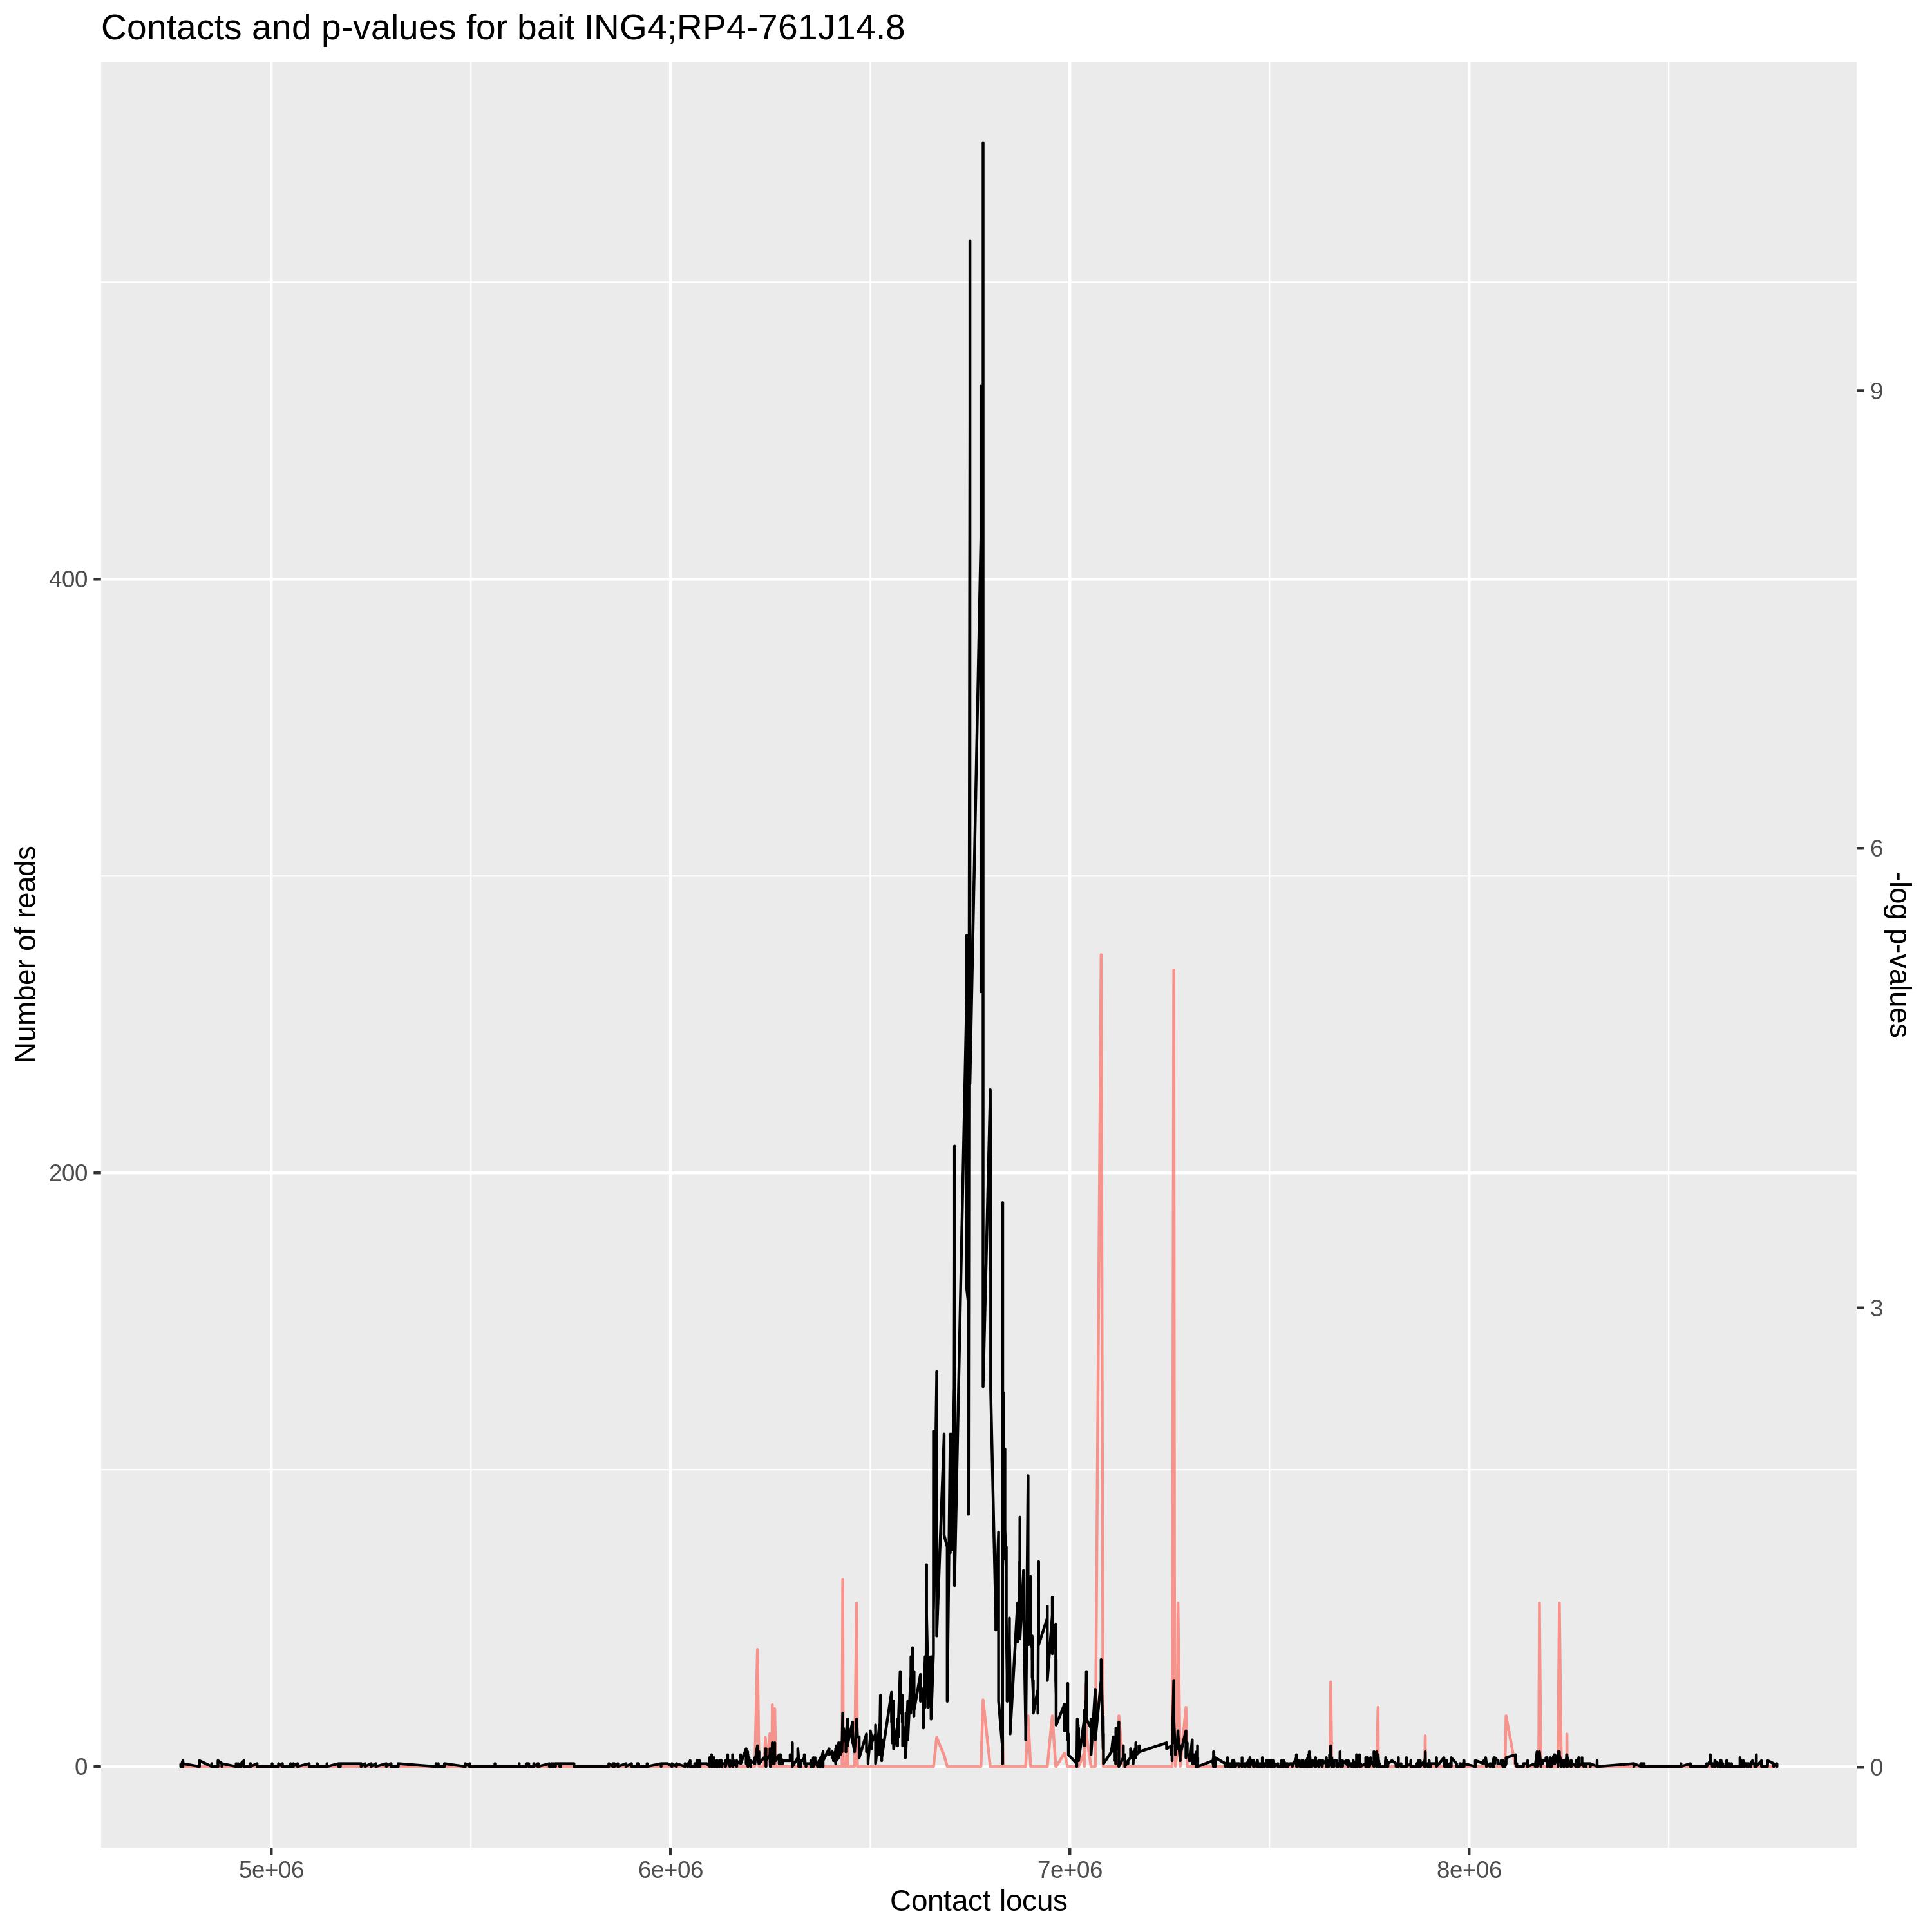 Contacts and p-values for bait ING4;RP4-761J14.8
Number of reads
400
200
0
9
6
3
0
-log p-values
5e+06 6e+06 7e+06 8e+06
Contact locus